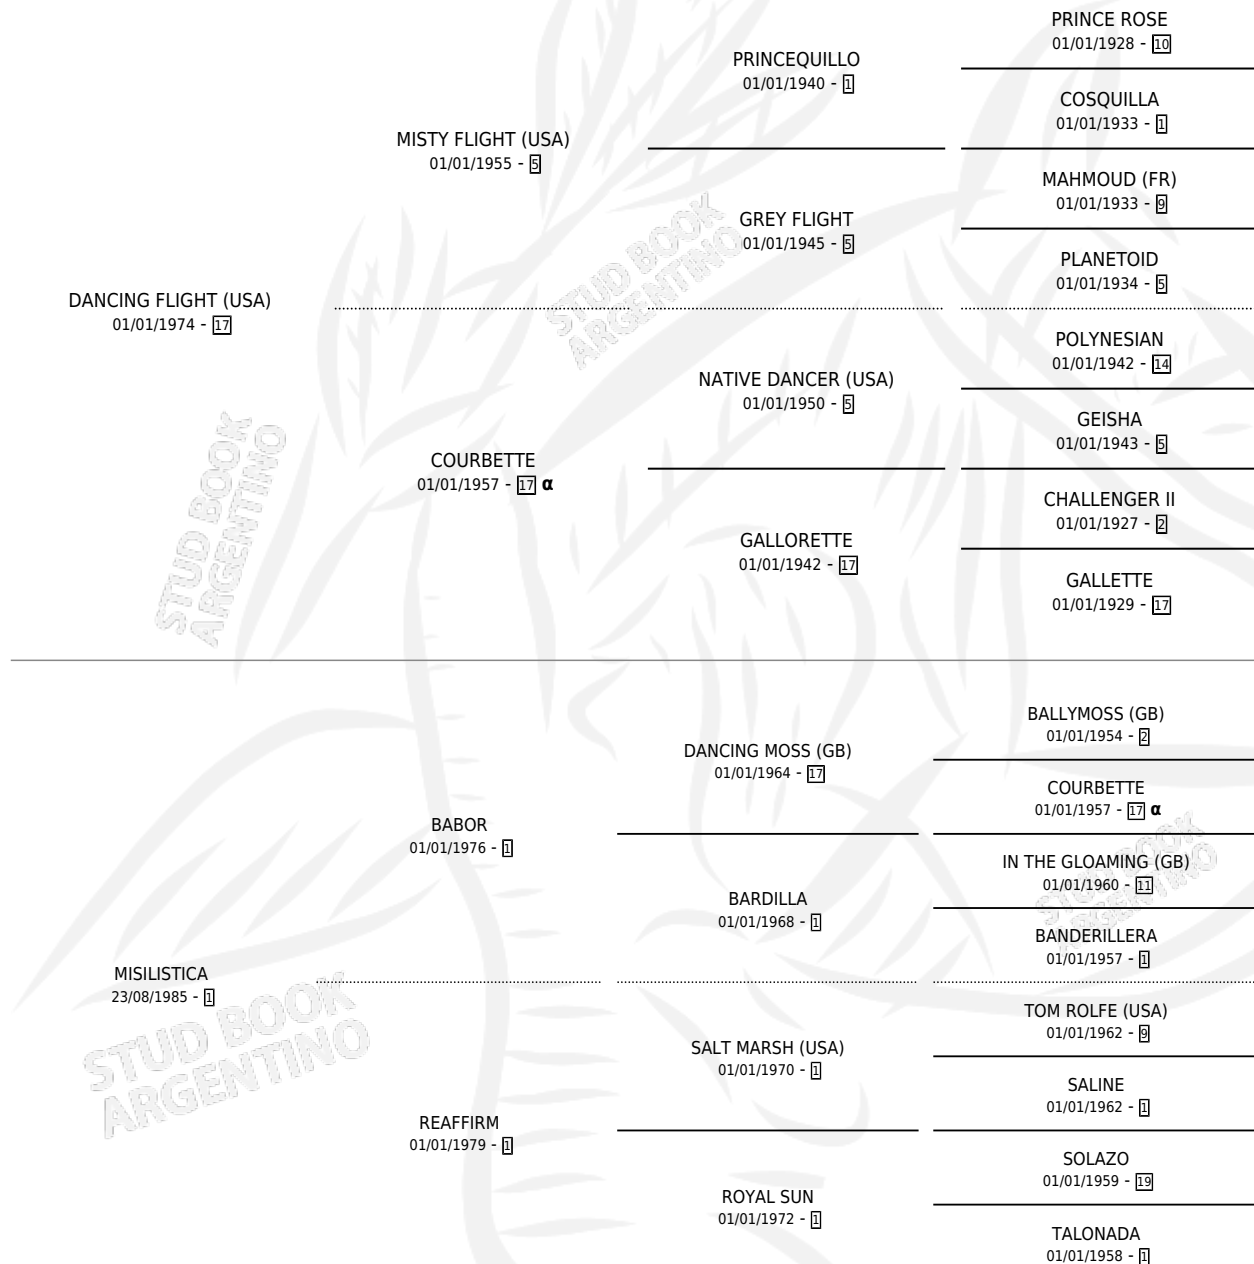 PRINCE ROSE
01/01/1928 - 10
PRINCEQUILLO
01/01/1940 - 1
COSQUILLA
01/01/1933 - 1
MISTY FLIGHT (USA)
01/01/1955 - 5
MAHMOUD (FR)
01/01/1933 - 9
GREY FLIGHT
01/01/1945 - 5
PLANETOID
01/01/1934 - 5
DANCING FLIGHT (USA)
01/01/1974 - 17
POLYNESIAN
01/01/1942 - 14
NATIVE DANCER (USA)
01/01/1950 - 5
GEISHA
01/01/1943 - 5
COURBETTE
01/01/1957 - 17 α
CHALLENGER II
01/01/1927 - 2
GALLORETTE
01/01/1942 - 17
GALLETTE
01/01/1929 - 17
STUD BOOK
ARGENTINO
STUD BOOK
ARGENTINO
BALLYMOSS (GB)
01/01/1954 - 2
DANCING MOSS (GB)
01/01/1964 - 17
COURBETTE
01/01/1957 - 17 α
BABOR
01/01/1976 - 1
IN THE GLOAMING (GB)
01/01/1960 - 11
BARDILLA
01/01/1968 - 1
BANDERILLERA
01/01/1957 - 1
MISILISTICA
23/08/1985 - 1
TOM ROLFE (USA)
01/01/1962 - 9
SALT MARSH (USA)
01/01/1970 - 1
SALINE
01/01/1962 - 1
REAFFIRM
01/01/1979 - 1
SOLAZO
01/01/1959 - 19
ROYAL SUN
01/01/1972 - 1
TALONADA
01/01/1958 - 1
STUD BOOK
ARGENTINO
STUD BOOK
ARGENTINO